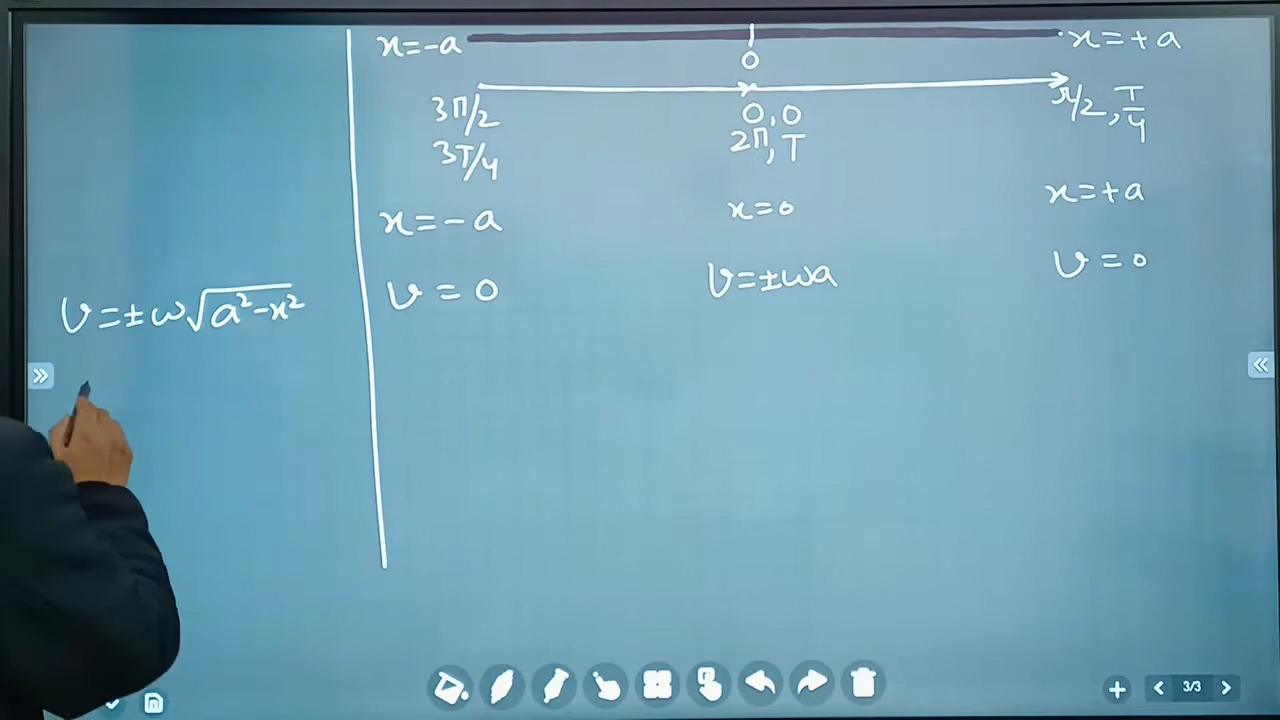 x=-a 0 x=+a
3π/2 0,0 π/2, T/4
3T/4 2π,T
x=-a x=0 x=+a
v=0 v=±ωa v=0
v=±ω√(a²-x²)
3/3